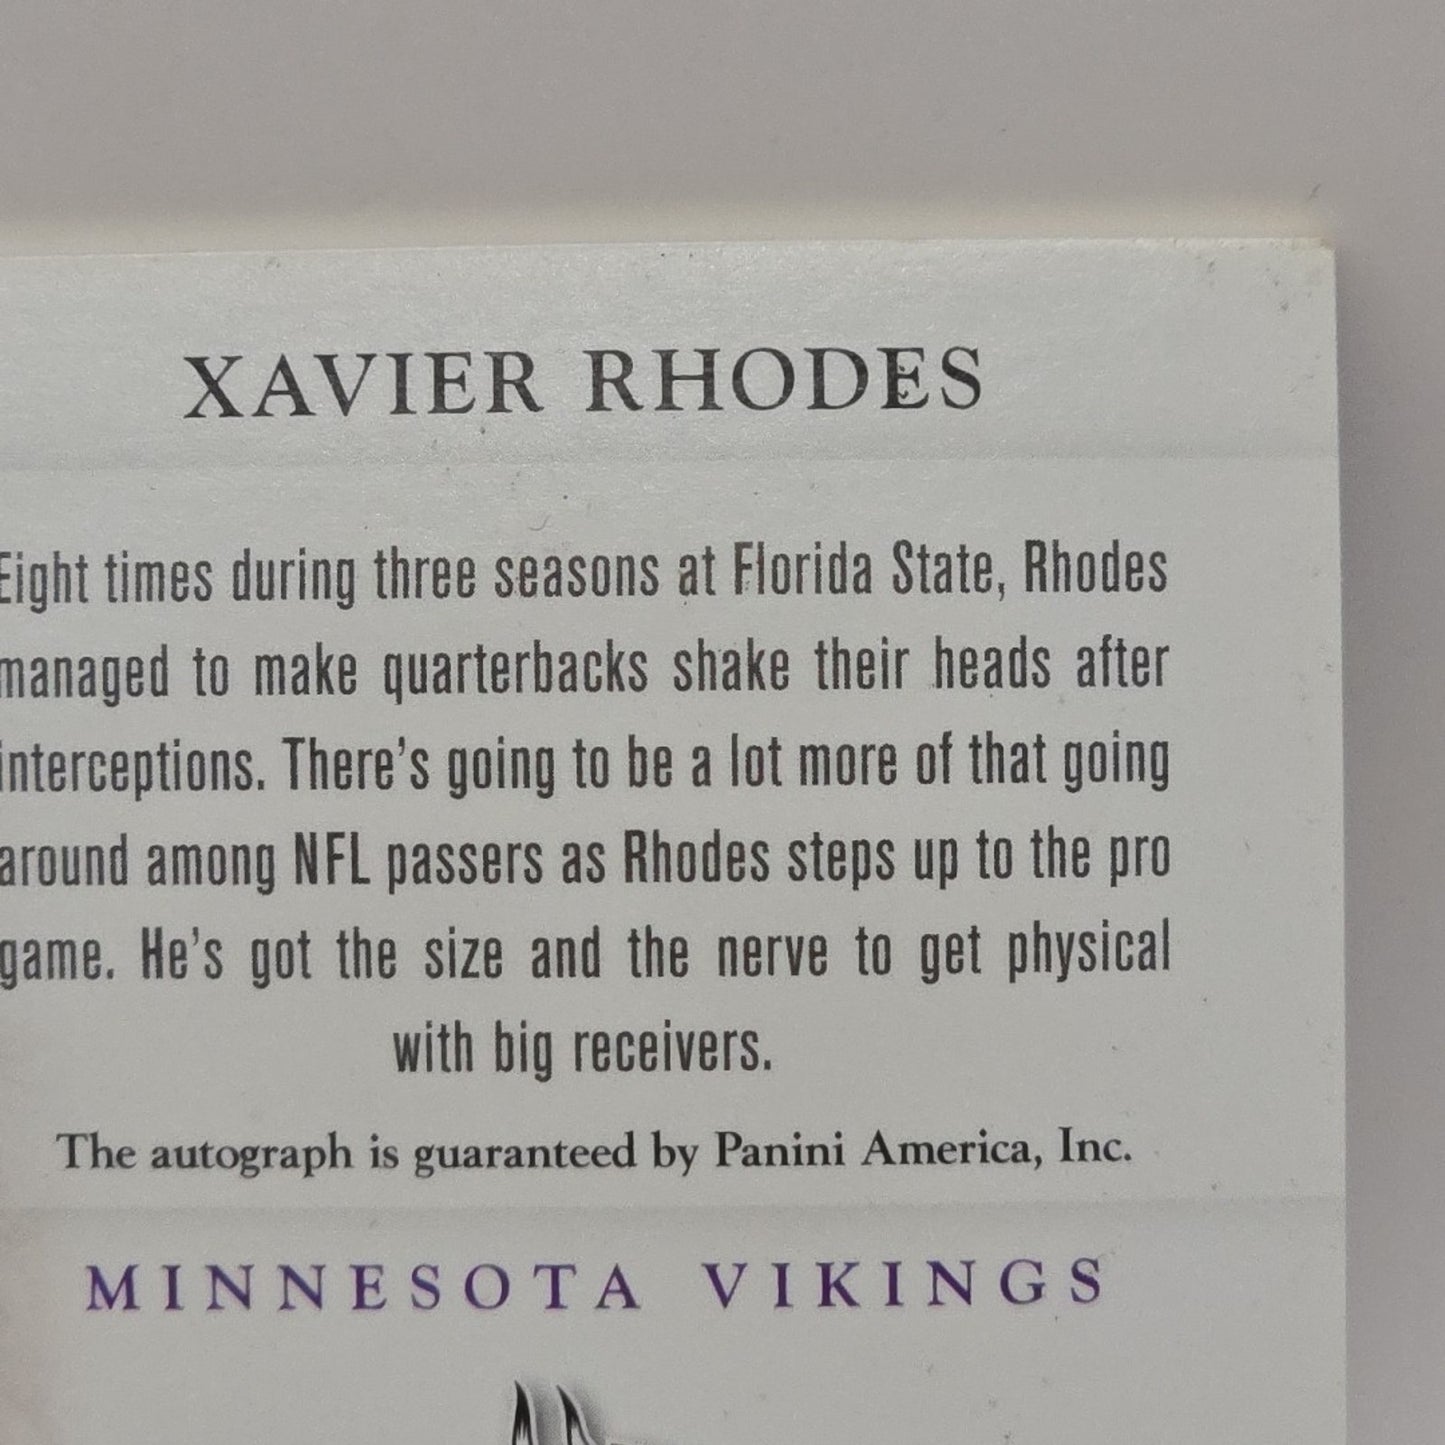 XAVIER RHODES
Eight times during three seasons at Florida State, Rhodes
managed to make quarterbacks shake their heads after
interceptions. There's going to be a lot more of that going
around among NFL passers as Rhodes steps up to the pro
game. He's got the size and the nerve to get physical
with big receivers.
The autograph is guaranteed by Panini America, Inc.
MINNESOTA VIKINGS